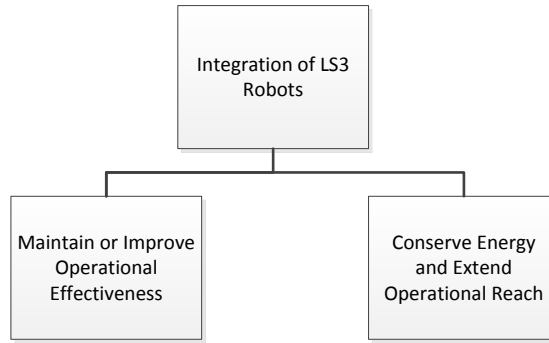 Integration of LS3
Robots
Maintain or Improve
Operational
Effectiveness
Conserve Energy
and Extend
Operational Reach